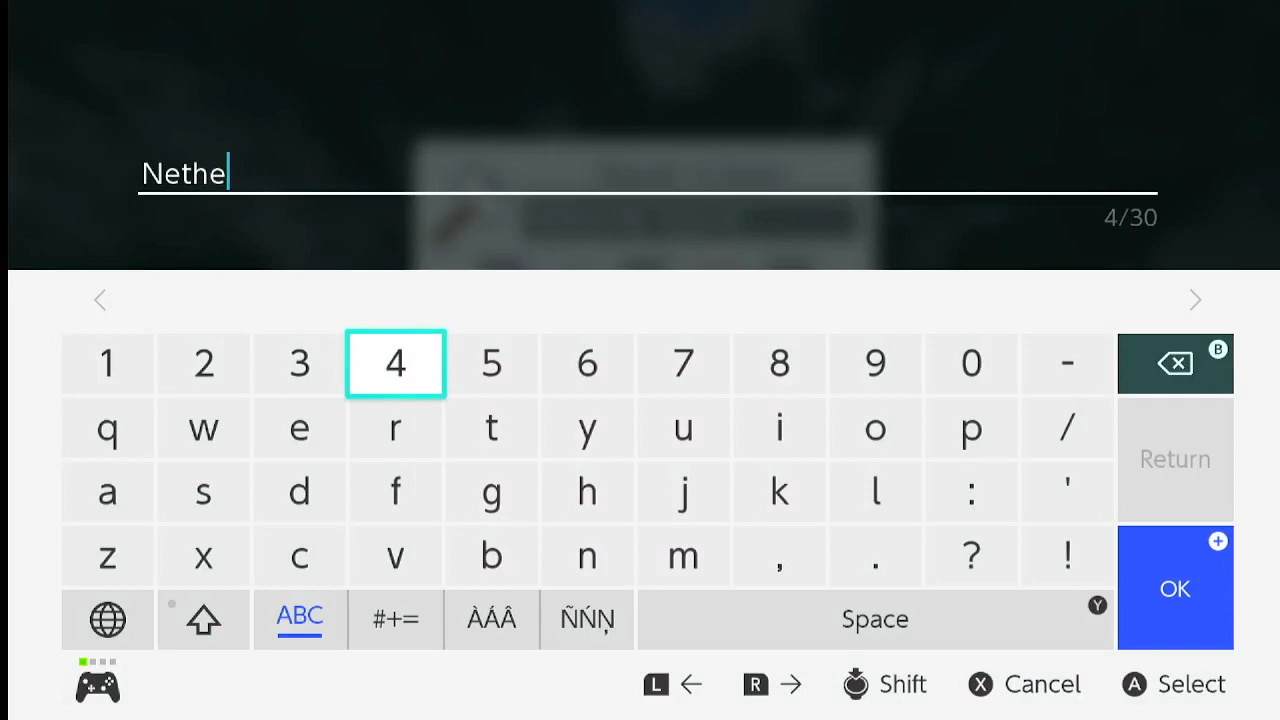 Nethe
4/30
1 2 3 4 5 6 7 8 9 0 - B
q w e r t y u i o p / Return
a s d f g h j k l : '
z x c v b n m , . ? ! + OK
ABC #+= ÀÁÂ ÑŃŅ Space Y
L ← R → Shift X Cancel A Select